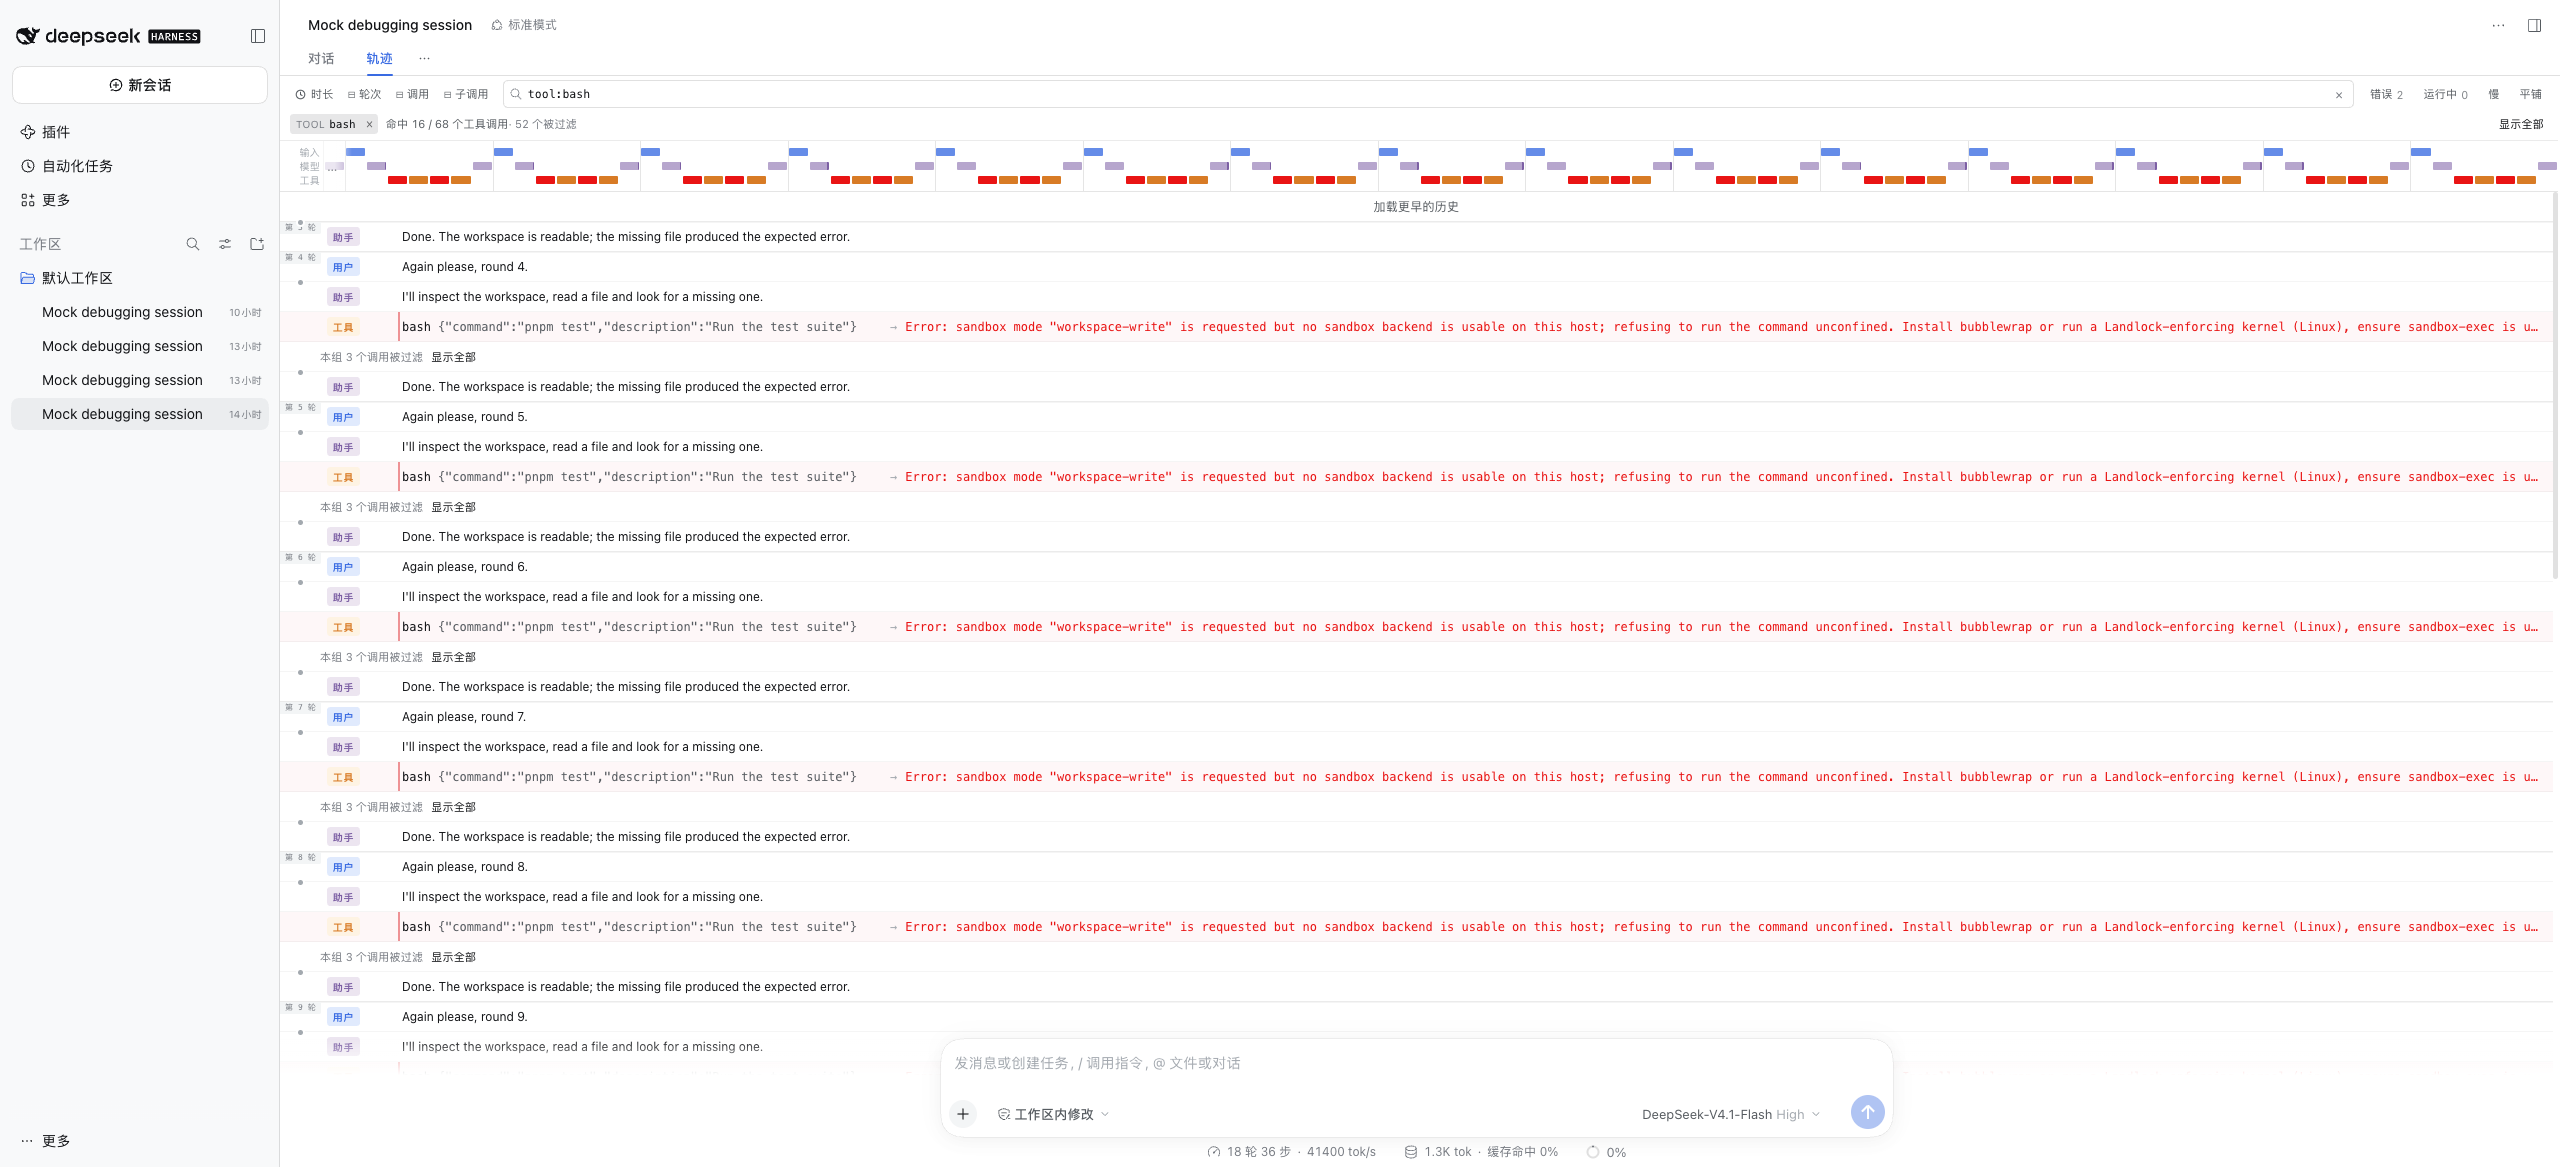 deepseek HARNESS
新会话
插件
自动化任务
更多
工作区
默认工作区
Mock debugging session 10小时
Mock debugging session 13小时
Mock debugging session 13小时
Mock debugging session 14小时
更多
Mock debugging session 标准模式
对话 轨迹
时长 轮次 调用 子调用 tool:bash 错误 2 运行中 0 慢 平铺
TOOL bash × 命中 16 / 68 个工具调用· 52 个被过滤 显示全部
输入
模型
工具
加载更早的历史
助手 Done. The workspace is readable; the missing file produced the expected error.
第 4 轮
用户 Again please, round 4.
助手 I'll inspect the workspace, read a file and look for a missing one.
工具 bash {"command":"pnpm test","description":"Run the test suite"} → Error: sandbox mode "workspace-write" is requested but no sandbox backend is usable on this host; refusing to run the command unconfined. Install bubblewrap or run a Landlock-enforcing kernel (Linux), ensure sandbox-exec is u…
本组 3 个调用被过滤 显示全部
助手 Done. The workspace is readable; the missing file produced the expected error.
第 5 轮
用户 Again please, round 5.
助手 I'll inspect the workspace, read a file and look for a missing one.
工具 bash {"command":"pnpm test","description":"Run the test suite"} → Error: sandbox mode "workspace-write" is requested but no sandbox backend is usable on this host; refusing to run the command unconfined. Install bubblewrap or run a Landlock-enforcing kernel (Linux), ensure sandbox-exec is u…
本组 3 个调用被过滤 显示全部
助手 Done. The workspace is readable; the missing file produced the expected error.
第 6 轮
用户 Again please, round 6.
助手 I'll inspect the workspace, read a file and look for a missing one.
工具 bash {"command":"pnpm test","description":"Run the test suite"} → Error: sandbox mode "workspace-write" is requested but no sandbox backend is usable on this host; refusing to run the command unconfined. Install bubblewrap or run a Landlock-enforcing kernel (Linux), ensure sandbox-exec is u…
本组 3 个调用被过滤 显示全部
助手 Done. The workspace is readable; the missing file produced the expected error.
第 7 轮
用户 Again please, round 7.
助手 I'll inspect the workspace, read a file and look for a missing one.
工具 bash {"command":"pnpm test","description":"Run the test suite"} → Error: sandbox mode "workspace-write" is requested but no sandbox backend is usable on this host; refusing to run the command unconfined. Install bubblewrap or run a Landlock-enforcing kernel (Linux), ensure sandbox-exec is u…
本组 3 个调用被过滤 显示全部
助手 Done. The workspace is readable; the missing file produced the expected error.
第 8 轮
用户 Again please, round 8.
助手 I'll inspect the workspace, read a file and look for a missing one.
工具 bash {"command":"pnpm test","description":"Run the test suite"} → Error: sandbox mode "workspace-write" is requested but no sandbox backend is usable on this host; refusing to run the command unconfined. Install bubblewrap or run a Landlock-enforcing kernel (Linux), ensure sandbox-exec is u…
本组 3 个调用被过滤 显示全部
助手 Done. The workspace is readable; the missing file produced the expected error.
第 9 轮
用户 Again please, round 9.
助手 I'll inspect the workspace, read a file and look for a missing one.
发消息或创建任务, / 调用指令, @ 文件或对话
工作区内修改 DeepSeek-V4.1-Flash High
18 轮 36 步 · 41400 tok/s 1.3K tok · 缓存命中 0% 0%